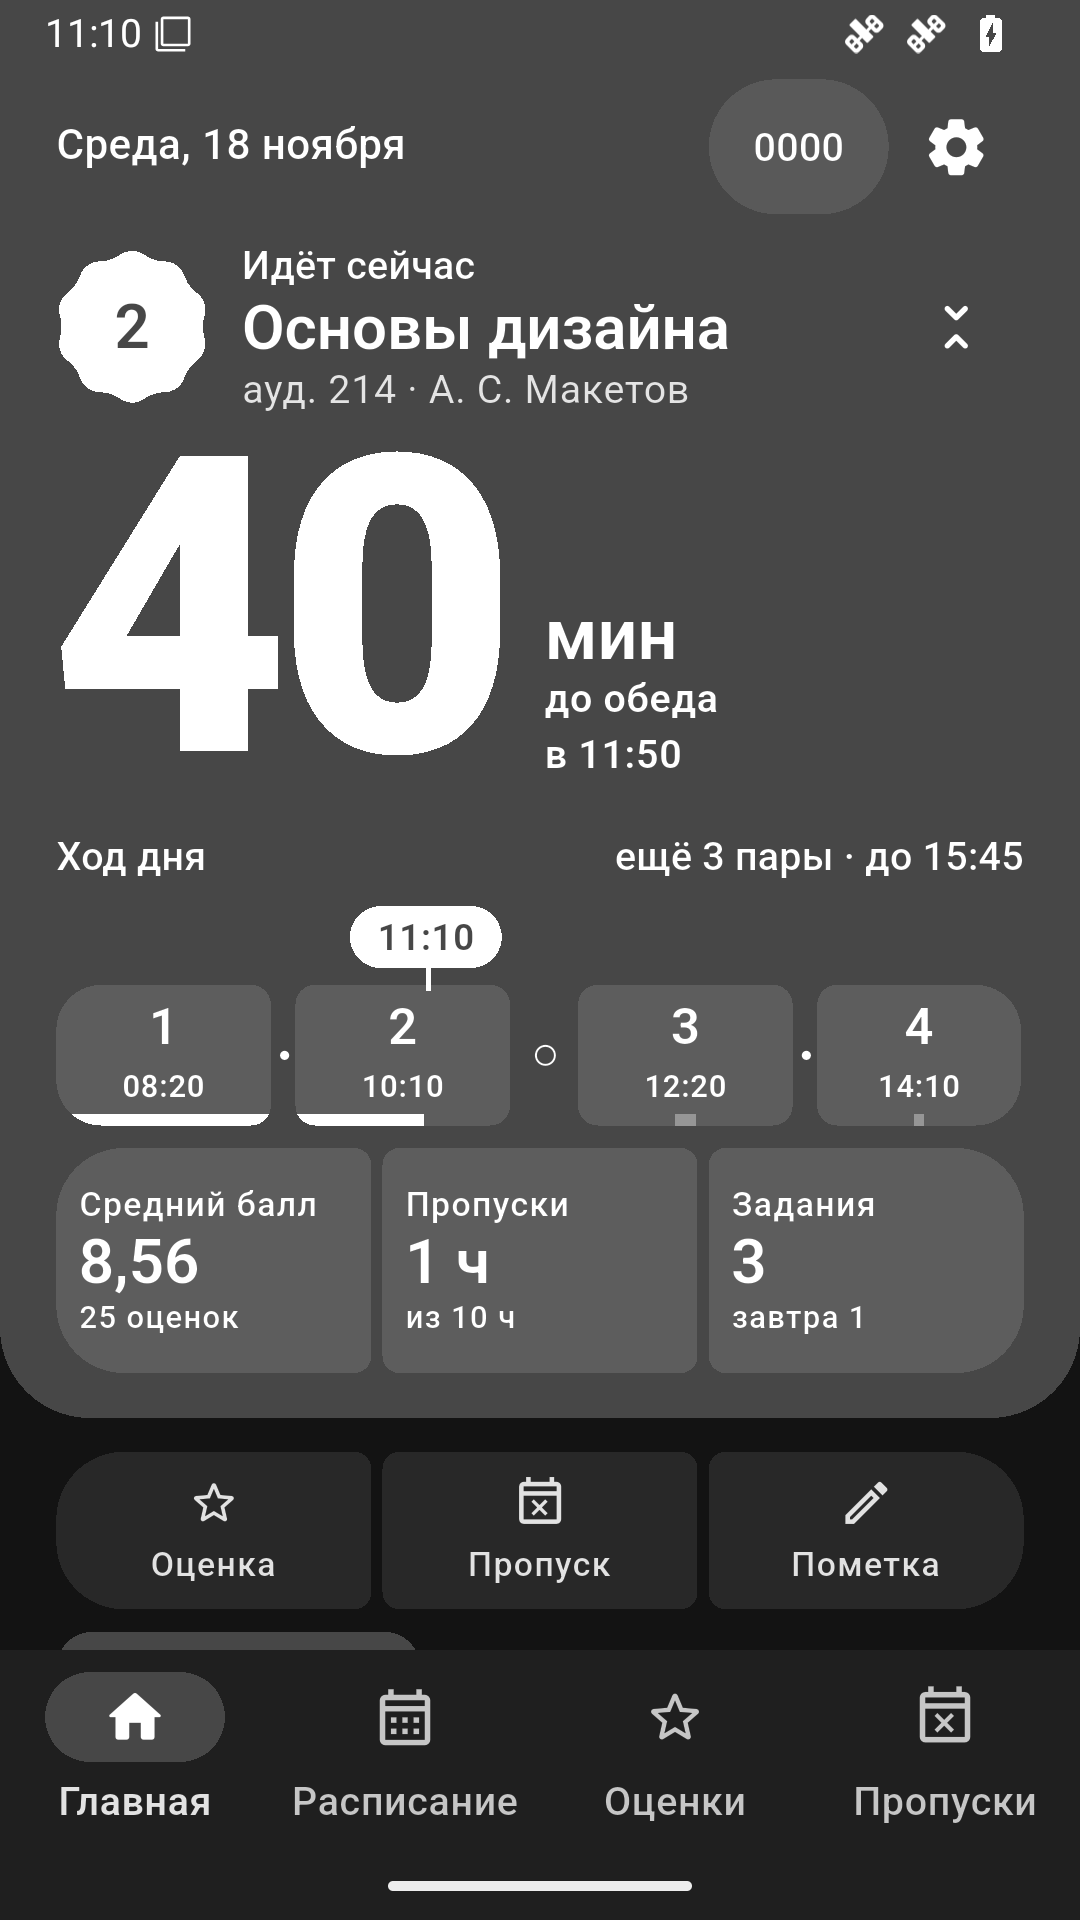 11:10
Среда, 18 ноября
0000
2
Идёт сейчас
Основы дизайна
ауд. 214 · А. С. Макетов
40
мин
до обеда
в 11:50
Ход дня
ещё 3 пары · до 15:45
11:10
1
08:20
2
10:10
3
12:20
4
14:10
Средний балл
8,56
25 оценок
Пропуски
1 ч
из 10 ч
Задания
3
завтра 1
Оценка
Пропуск
Пометка
Главная
Расписание
Оценки
Пропуски